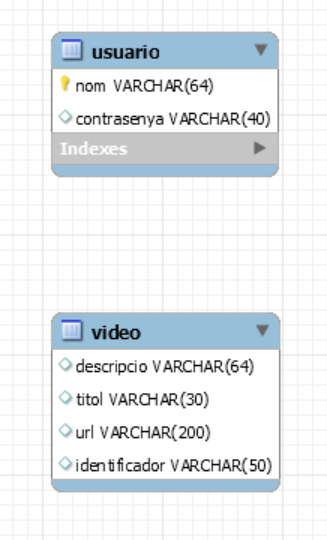 usuario
nom VARCHAR(64)
contrasenya VARCHAR(40)
Indexes
video
descripcio VARCHAR(64)
titol VARCHAR(30)
url VARCHAR(200)
identificador VARCHAR(50)